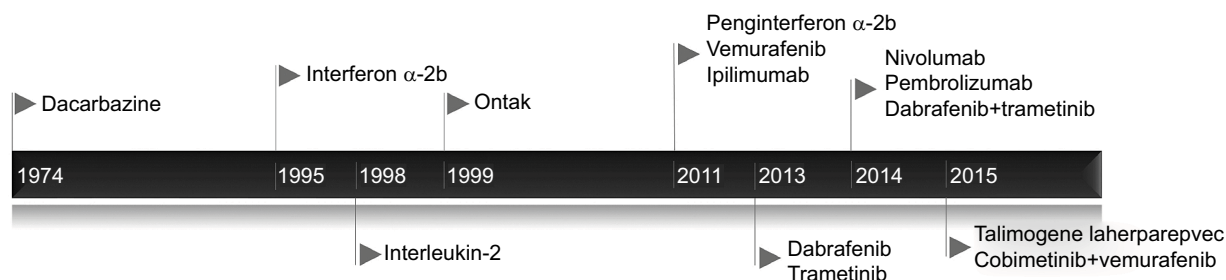 Penginterferon α-2b
Vemurafenib
Ipilimumab
Nivolumab
Pembrolizumab
Dabrafenib+trametinib
Interferon α-2b
Ontak
Dacarbazine
1974
1995
1998
1999
2011
2013
2014
2015
Interleukin-2
Dabrafenib
Trametinib
Talimogene laherparepvec
Cobimetinib+vemurafenib